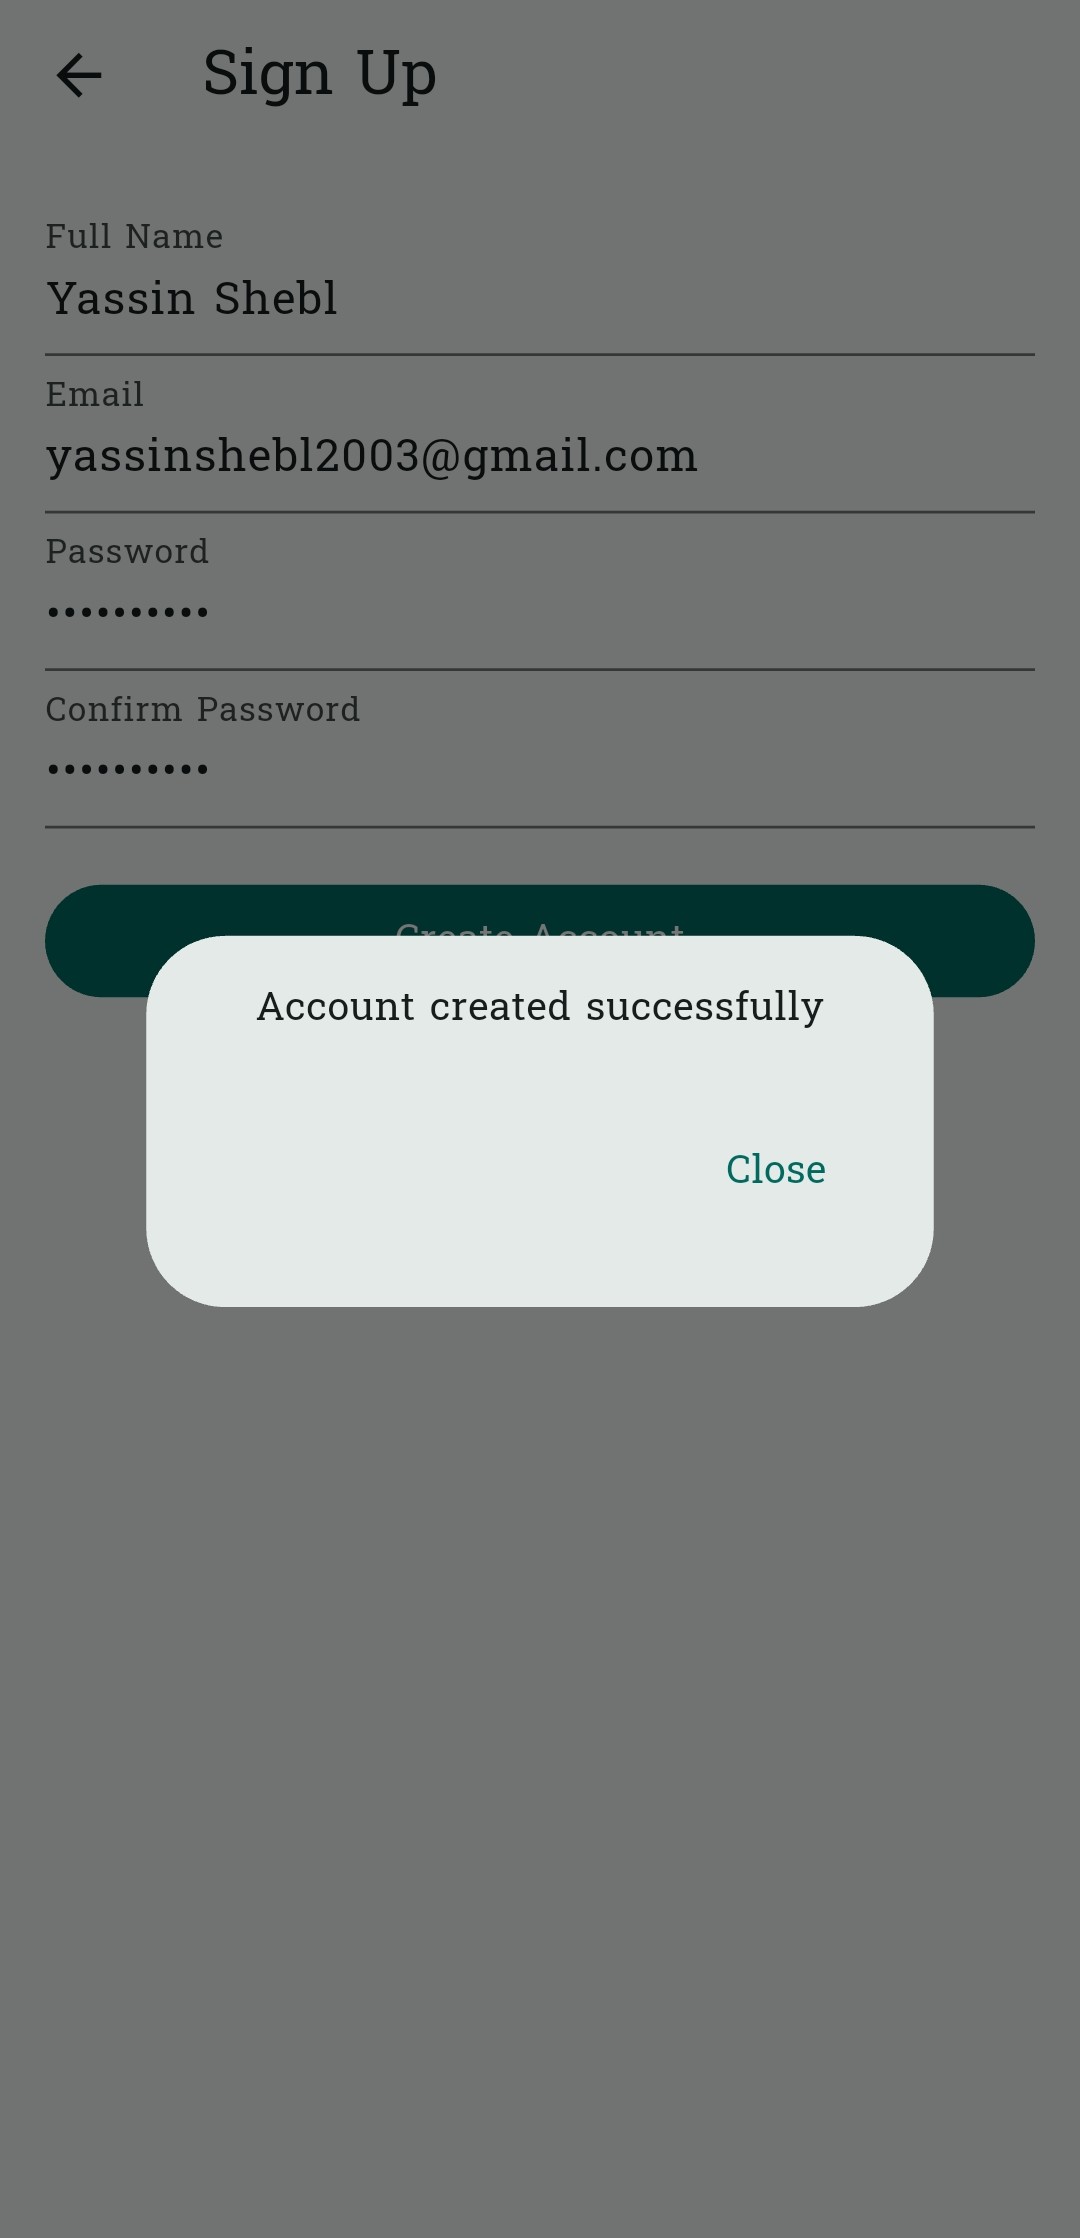 Sign Up
Full Name
Yassin Shebl
Email
yassinshebl2003@gmail.com
Password
••••••••••
Confirm Password
••••••••••
Create Account
Account created successfully
Close